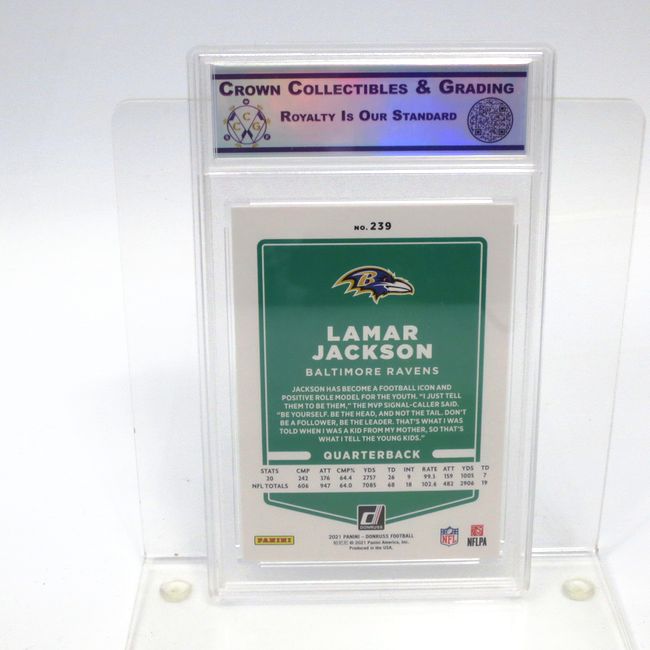 CROWN COLLECTIBLES & GRADING
ROYALTY IS OUR STANDARD
C C G
NO. 239
B
LAMAR
JACKSON
BALTIMORE RAVENS
JACKSON HAS BECOME A FOOTBALL ICON AND
POSITIVE ROLE MODEL FOR THE YOUTH. "I JUST TELL
THEM TO BE THEM," THE MVP SIGNAL-CALLER SAID.
"BE YOURSELF. BE THE HEAD, AND NOT THE TAIL. DON'T
BE A FOLLOWER, BE THE LEADER. THAT'S WHAT I WAS
TOLD WHEN I WAS A KID FROM MY MOTHER, SO THAT'S
WHAT I TELL THE YOUNG KIDS."
QUARTERBACK
STATS CMP ATT CMP% YDS TD INT RATE ATT YDS TD
20 242 376 64.4 2757 26 9 99.3 159 1005 7
NFL TOTALS 606 947 64.0 7085 68 18 102.6 482 2906 19
d
DONRUSS
2021 PANINI - DONRUSS FOOTBALL
© 2021 Panini America, Inc.
Produced in the USA.
PANINI
NFL
NFLPA